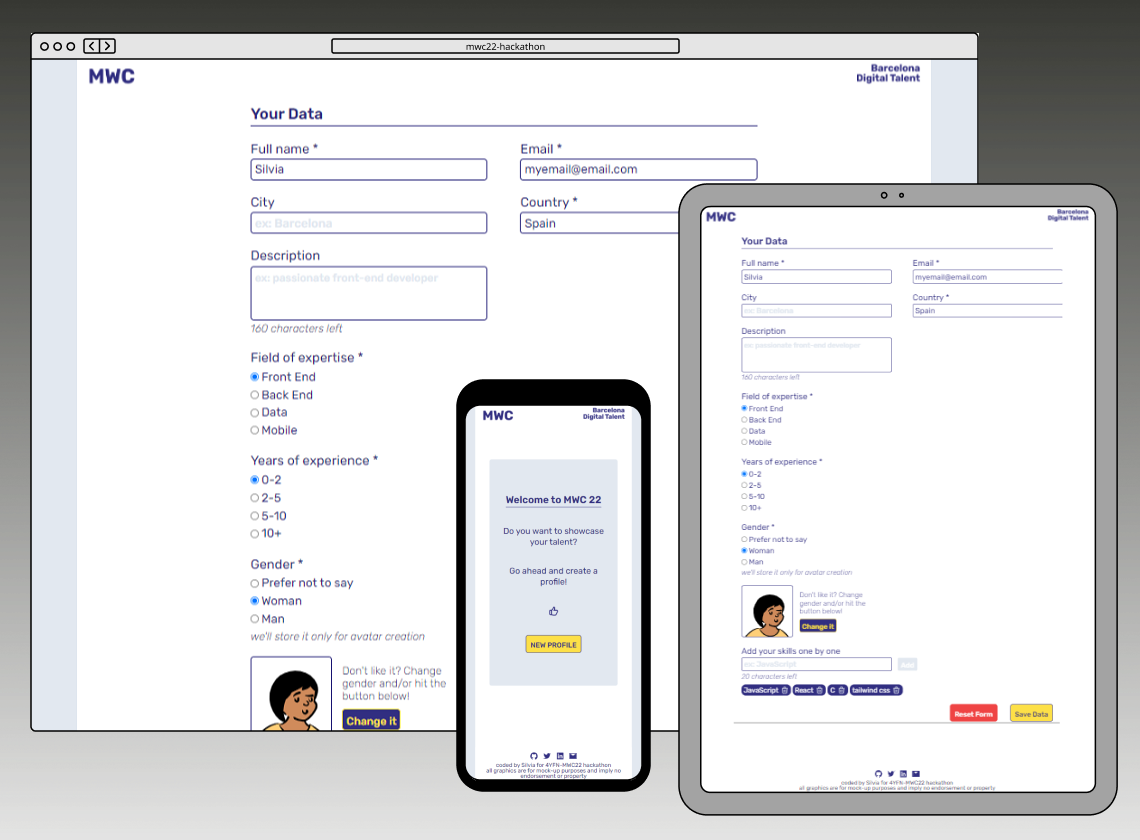 mwc22-hackathon
MWC
Barcelona
Digital Talent
Your Data
Full name *
Email *
Silvia
myemail@email.com
City
Country *
ex: Barcelona
Spain
Description
ex: passionate front-end developer
160 characters left
Field of expertise *
Front End
Back End
Data
Mobile
Years of experience *
0-2
2-5
5-10
10+
Gender *
Prefer not to say
Woman
Man
we'll store it only for avatar creation
Don't like it? Change
gender and/or hit the
button below!
Change it
MWC
Barcelona
Digital Talent
Welcome to MWC 22
Do you want to showcase
your talent?
Go ahead and create a
profile!
NEW PROFILE
coded by Silvia for 4YFN-MWC22 hackathon
all graphics are for mock-up purposes and imply no
endorsement or property
MWC
Barcelona
Digital Talent
Your Data
Full name *
Email *
Silvia
myemail@email.com
City
Country *
ex: Barcelona
Spain
Description
ex: passionate front-end developer
160 characters left
Field of expertise *
Front End
Back End
Data
Mobile
Years of experience *
0-2
2-5
5-10
10+
Gender *
Prefer not to say
Woman
Man
we'll store it only for avatar creation
Don't like it? Change
gender and/or hit the
button below!
Change it
Add your skills one by one
ex: JavaScript
Add
20 characters left
JavaScript React C tailwind css
Reset Form Save Data
coded by Silvia for 4YFN-MWC22 hackathon
all graphics are for mock-up purposes and imply no endorsement or property